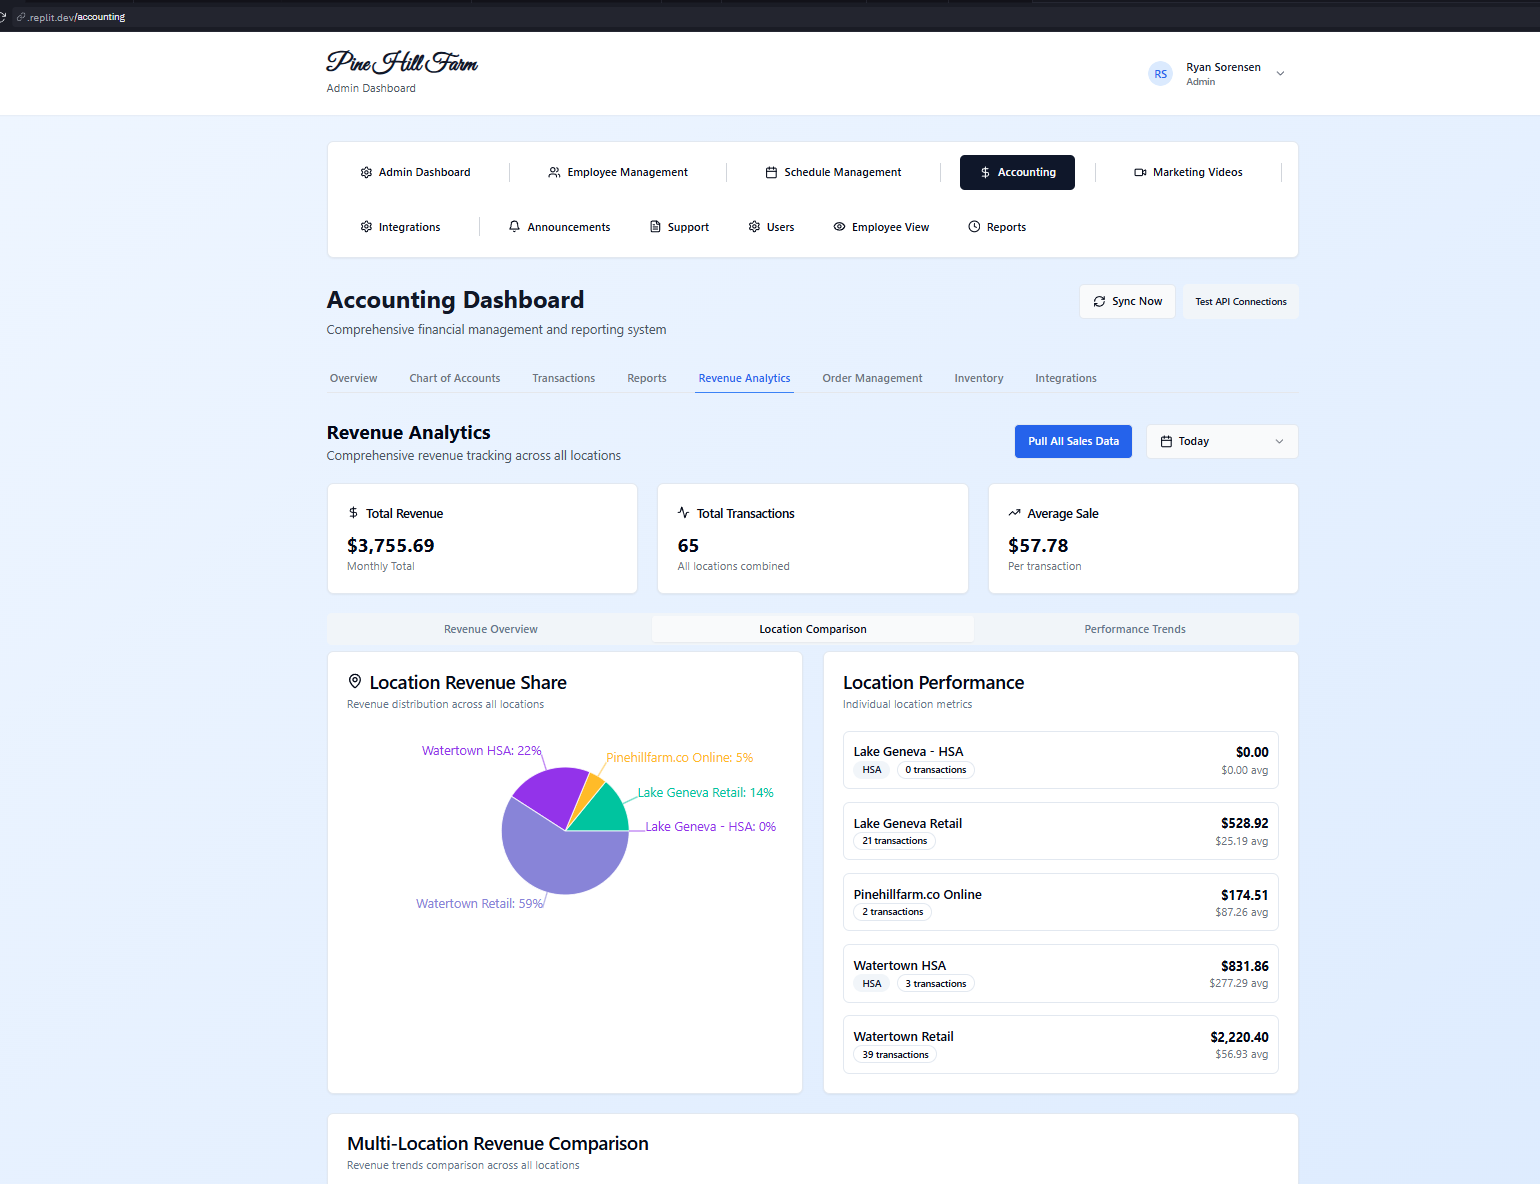 .replit.dev/accounting
Pine Hill Farm
Admin Dashboard
RS
Ryan Sorensen
Admin
Admin Dashboard
Employee Management
Schedule Management
Accounting
Marketing Videos
Integrations
Announcements
Support
Users
Employee View
Reports
Accounting Dashboard
Comprehensive financial management and reporting system
Sync Now
Test API Connections
Overview
Chart of Accounts
Transactions
Reports
Revenue Analytics
Order Management
Inventory
Integrations
Revenue Analytics
Comprehensive revenue tracking across all locations
Pull All Sales Data
Today
Total Revenue
$3,755.69
Monthly Total
Total Transactions
65
All locations combined
Average Sale
$57.78
Per transaction
Revenue Overview
Location Comparison
Performance Trends
Location Revenue Share
Revenue distribution across all locations
Watertown HSA: 22%
Pinehillfarm.co Online: 5%
Lake Geneva Retail: 14%
Lake Geneva - HSA: 0%
Watertown Retail: 59%
Location Performance
Individual location metrics
Lake Geneva - HSA
$0.00
HSA
0 transactions
$0.00 avg
Lake Geneva Retail
$528.92
21 transactions
$25.19 avg
Pinehillfarm.co Online
$174.51
2 transactions
$87.26 avg
Watertown HSA
$831.86
HSA
3 transactions
$277.29 avg
Watertown Retail
$2,220.40
39 transactions
$56.93 avg
Multi-Location Revenue Comparison
Revenue trends comparison across all locations